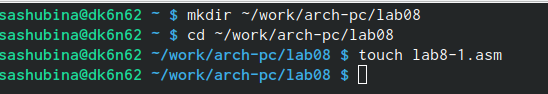 sashubina@dk6n62 ~ $ mkdir ~/work/arch-pc/lab08
sashubina@dk6n62 ~ $ cd ~/work/arch-pc/lab08
sashubina@dk6n62 ~/work/arch-pc/lab08 $ touch lab8-1.asm
sashubina@dk6n62 ~/work/arch-pc/lab08 $